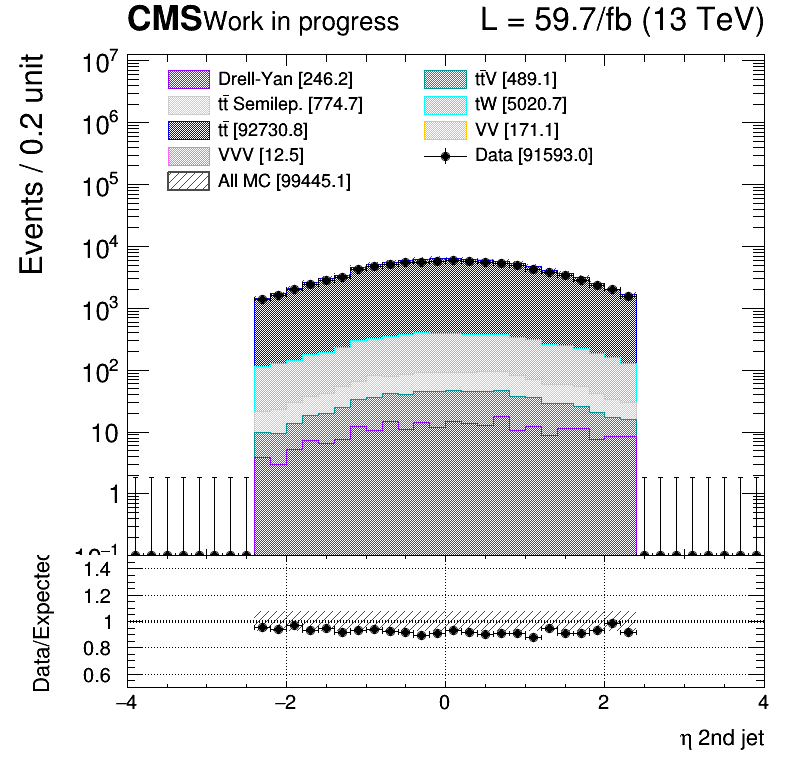 CMS Work in progress L = 59.7/fb (13 TeV)
Events / 0.2 unit
10⁷
10⁶
10⁵
10⁴
10³
10²
10
1
10⁻¹
Drell-Yan [246.2]
tt̄ Semilep. [774.7]
tt̄ [92730.8]
VVV [12.5]
All MC [99445.1]
tt̄V [489.1]
tW [5020.7]
VV [171.1]
Data [91593.0]
Data/Expected
1.4
1.2
1
0.8
0.6
−4 −2 0 2 4
η 2nd jet